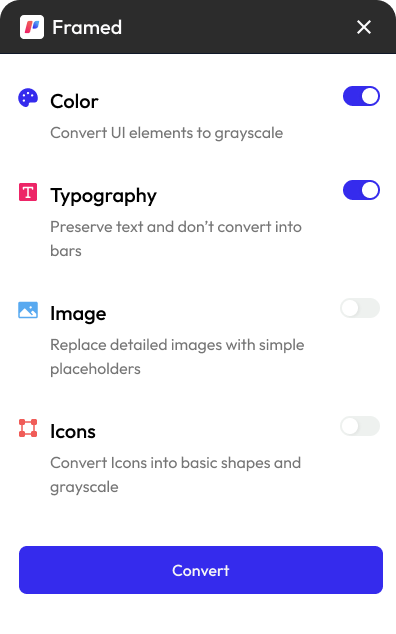 Framed
Color
Convert UI elements to grayscale
Typography
Preserve text and don’t convert into
bars
Image
Replace detailed images with simple
placeholders
Icons
Convert Icons into basic shapes and
grayscale
Convert